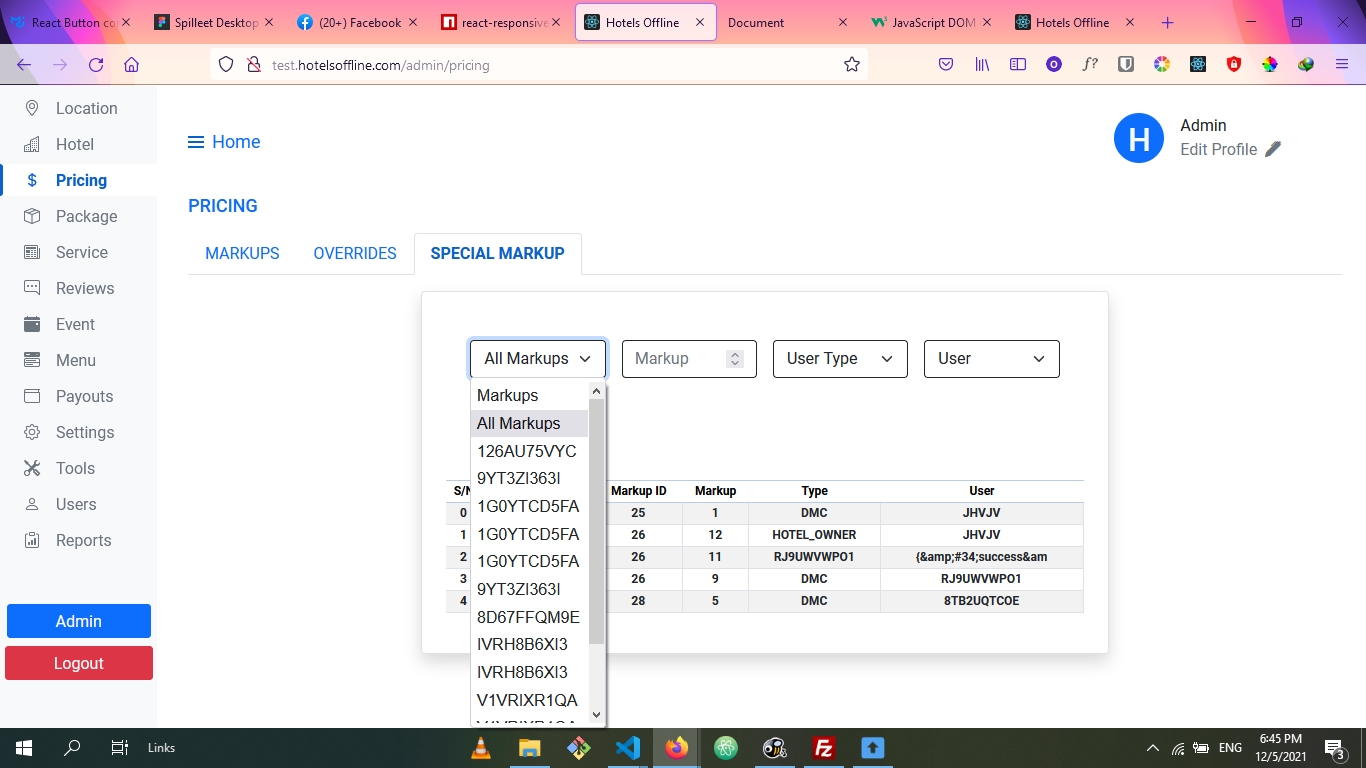 React Button co
Spilleet Desktop
(20+) Facebook
react-responsive
Hotels Offline
Document
JavaScript DOM
Hotels Offline
test.hotelsoffline.com/admin/pricing
Location
Hotel
Pricing
Package
Service
Reviews
Event
Menu
Payouts
Settings
Tools
Users
Reports
Admin
Logout
Home
H
Admin
Edit Profile
PRICING
MARKUPS OVERRIDES SPECIAL MARKUP
All Markups Markup User Type User
Markups
All Markups
126AU75VYC
9YT3ZI363I
1G0YTCD5FA
1G0YTCD5FA
1G0YTCD5FA
9YT3ZI363I
8D67FFQM9E
IVRH8B6XI3
IVRH8B6XI3
V1VRIXR1QA
V1VRIXR1QA
S/N Markup ID Markup Type User
0 25 1 DMC JHVJV
1 26 12 HOTEL_OWNER JHVJV
2 26 11 RJ9UWVWPO1 {&amp;#34;success&am
3 26 9 DMC RJ9UWVWPO1
4 28 5 DMC 8TB2UQTCOE
Links
ENG
6:45 PM
12/5/2021
3